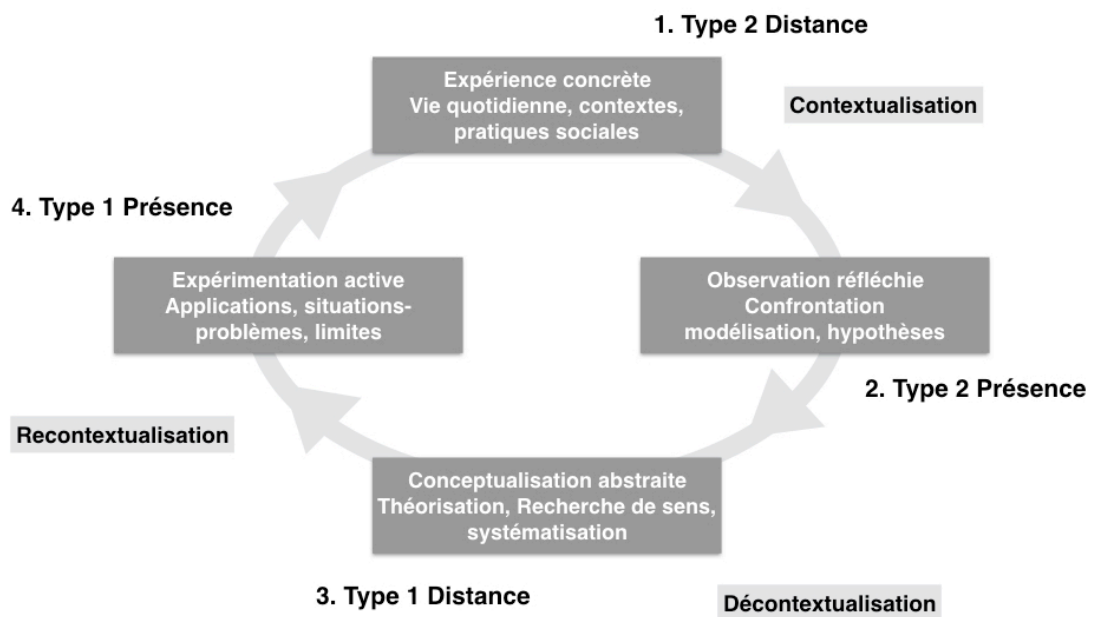 1. Type 2 Distance
Expérience concrète
Vie quotidienne, contextes,
pratiques sociales
Contextualisation
4. Type 1 Présence
Expérimentation active
Applications, situations-
problèmes, limites
Observation réfléchie
Confrontation
modélisation, hypothèses
2. Type 2 Présence
Recontextualisation
Conceptualisation abstraite
Théorisation, Recherche de sens,
systématisation
3. Type 1 Distance
Décontextualisation